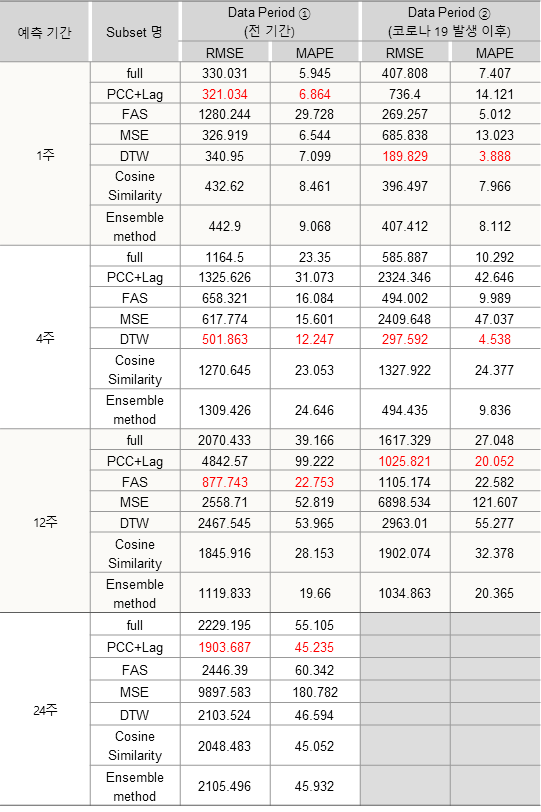 예측 기간 Subset 명 Data Period ① Data Period ②
(전 기간) (코로나 19 발생 이후)
RMSE MAPE RMSE MAPE
1주
full 330.031 5.945 407.808 7.407
PCC+Lag 321.034 6.864 736.4 14.121
FAS 1280.244 29.728 269.257 5.012
MSE 326.919 6.544 685.838 13.023
DTW 340.95 7.099 189.829 3.888
Cosine
Similarity 432.62 8.461 396.497 7.966
Ensemble
method 442.9 9.068 407.412 8.112
4주
full 1164.5 23.35 585.887 10.292
PCC+Lag 1325.626 31.073 2324.346 42.646
FAS 658.321 16.084 494.002 9.989
MSE 617.774 15.601 2409.648 47.037
DTW 501.863 12.247 297.592 4.538
Cosine
Similarity 1270.645 23.053 1327.922 24.377
Ensemble
method 1309.426 24.646 494.435 9.836
12주
full 2070.433 39.166 1617.329 27.048
PCC+Lag 4842.57 99.222 1025.821 20.052
FAS 877.743 22.753 1105.174 22.582
MSE 2558.71 52.819 6898.534 121.607
DTW 2467.545 53.965 2963.01 55.277
Cosine
Similarity 1845.916 28.153 1902.074 32.378
Ensemble
method 1119.833 19.66 1034.863 20.365
24주
full 2229.195 55.105
PCC+Lag 1903.687 45.235
FAS 2446.39 60.342
MSE 9897.583 180.782
DTW 2103.524 46.594
Cosine
Similarity 2048.483 45.052
Ensemble
method 2105.496 45.932